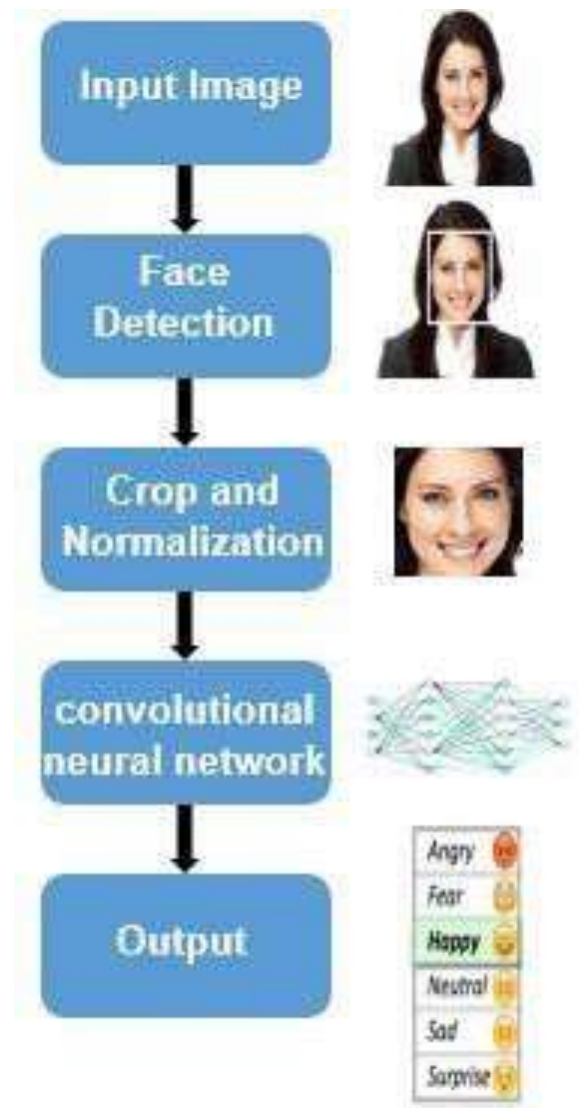 Input Image
Face
Detection
Crop and
Normalization
convolutional
neural network
Output
Angry
Fear
Happy
Neutral
Sad
Surprise